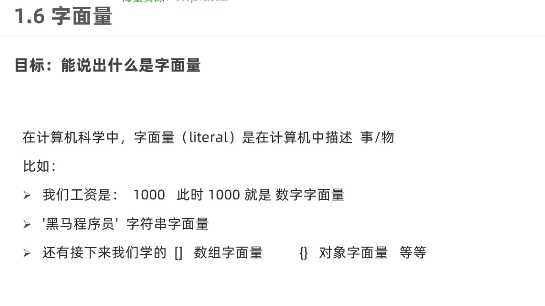 1.6 字面量
目标：能说出什么是字面量
在计算机科学中，字面量（literal）是在计算机中描述 事/物
比如：
➢ 我们工资是： 1000 此时 1000 就是 数字字面量
➢ '黑马程序员' 字符串字面量
➢ 还有接下来我们学的 [] 数组字面量 {} 对象字面量 等等